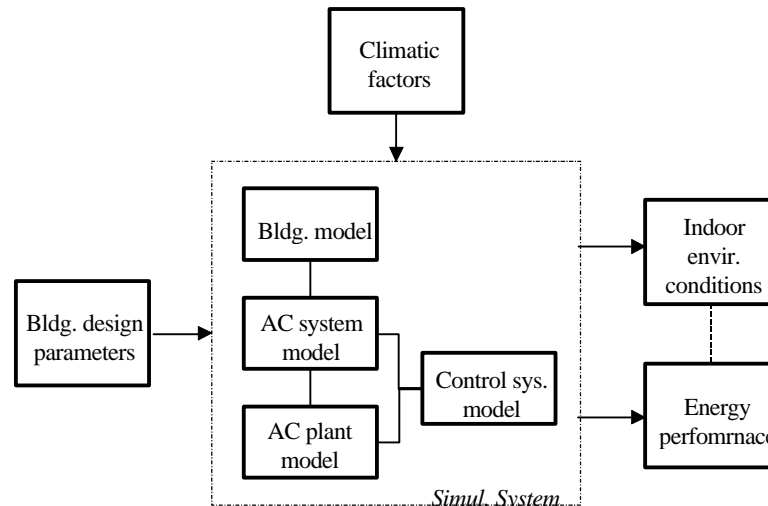 Climatic
factors
Bldg. model
Indoor
envir.
conditions
Bldg. design
parameters
AC system
model
Control sys.
model
AC plant
model
Energy
perfomrnace
Simul. System